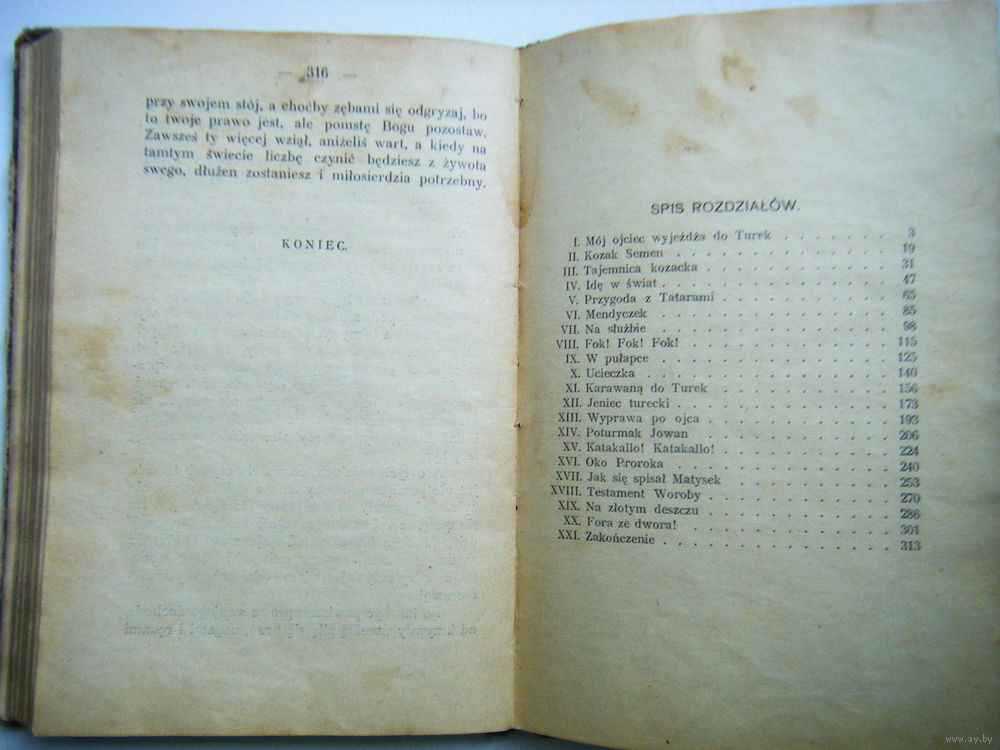 — 316 —
przy swojem stój, a choćby zębami się odgryzaj, bo
to twoje prawo jest, ale pomstę Bogu pozostaw.
Zawsześ ty więcej wziął, aniżeliś wart, a kiedy na
tamtym świecie liczbę czynić będziesz z żywota
swego, dłużen zostaniesz i miłosierdzia potrzebny.
KONIEC.
SPIS ROZDZIAŁÓW.
I. Mój ojciec wyjeżdża do Turek . . . . . . . 3
II. Kozak Semen . . . . . . . . . . . . 19
III. Tajemnica kozacka . . . . . . . . . . 31
IV. Idę w świat . . . . . . . . . . . . 47
V. Przygoda z Tatarami . . . . . . . . . 65
VI. Mendyczek . . . . . . . . . . . . 85
VII. Na służbie . . . . . . . . . . . . 98
VIII. Fok! Fok! Fok! . . . . . . . . . . . 115
IX. W pułapce . . . . . . . . . . . . 125
X. Ucieczka . . . . . . . . . . . . . 140
XI. Karawaną do Turek . . . . . . . . . 156
XII. Jeniec turecki . . . . . . . . . . . 173
XIII. Wyprawa po ojca . . . . . . . . . . 193
XIV. Poturmak Jowan . . . . . . . . . . 206
XV. Katakallo! Katakallo! . . . . . . . . . 224
XVI. Oko Proroka . . . . . . . . . . . . 240
XVII. Jak się spisał Matysek . . . . . . . . 253
XVIII. Testament Woroby . . . . . . . . . . 270
XIX. Na złotym deszczu . . . . . . . . . . 286
XX. Fora ze dwora! . . . . . . . . . . . 301
XXI. Zakończenie . . . . . . . . . . . . 313
www.ay.by